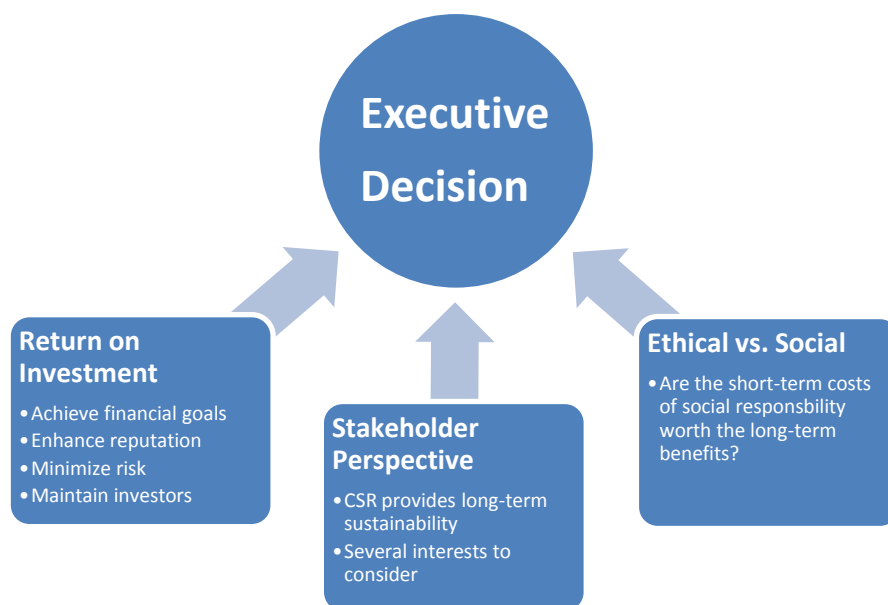 Executive
Decision
Return on
Investment
•Achieve financial goals
•Enhance reputation
•Minimize risk
•Maintain investors
Stakeholder
Perspective
•CSR provides long-term
sustainability
•Several interests to
consider
Ethical vs. Social
•Are the short-term costs
of social responsbility
worth the long-term
benefits?